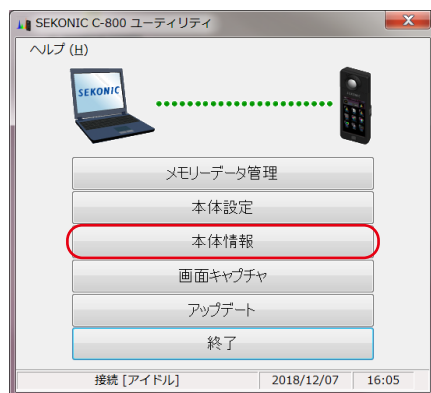 SEKONIC C-800 ユーティリティ
ヘルプ (H)
SEKONIC
メモリーデータ管理
本体設定
本体情報
画面キャプチャ
アップデート
終了
接続 [アイドル] 2018/12/07 16:05